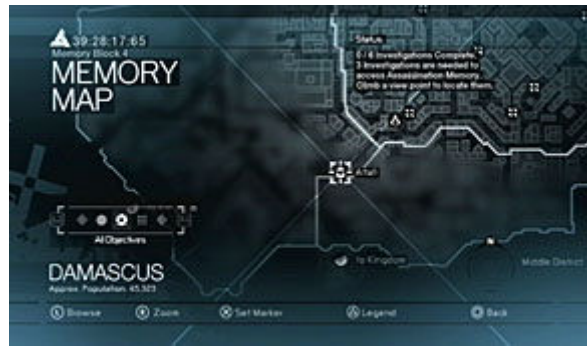 39:28:17:65
Memory Block 4
MEMORY
MAP
Status
0/6 Investigations Complete.
3 Investigations are needed to
access Assassination Memory.
Climb a view point to locate them.
Altaïr
All Objectives
to Kingdom
Middle District
DAMASCUS
Approx. Population: 45,323
Browse
Zoom
Set Marker
Legend
Back